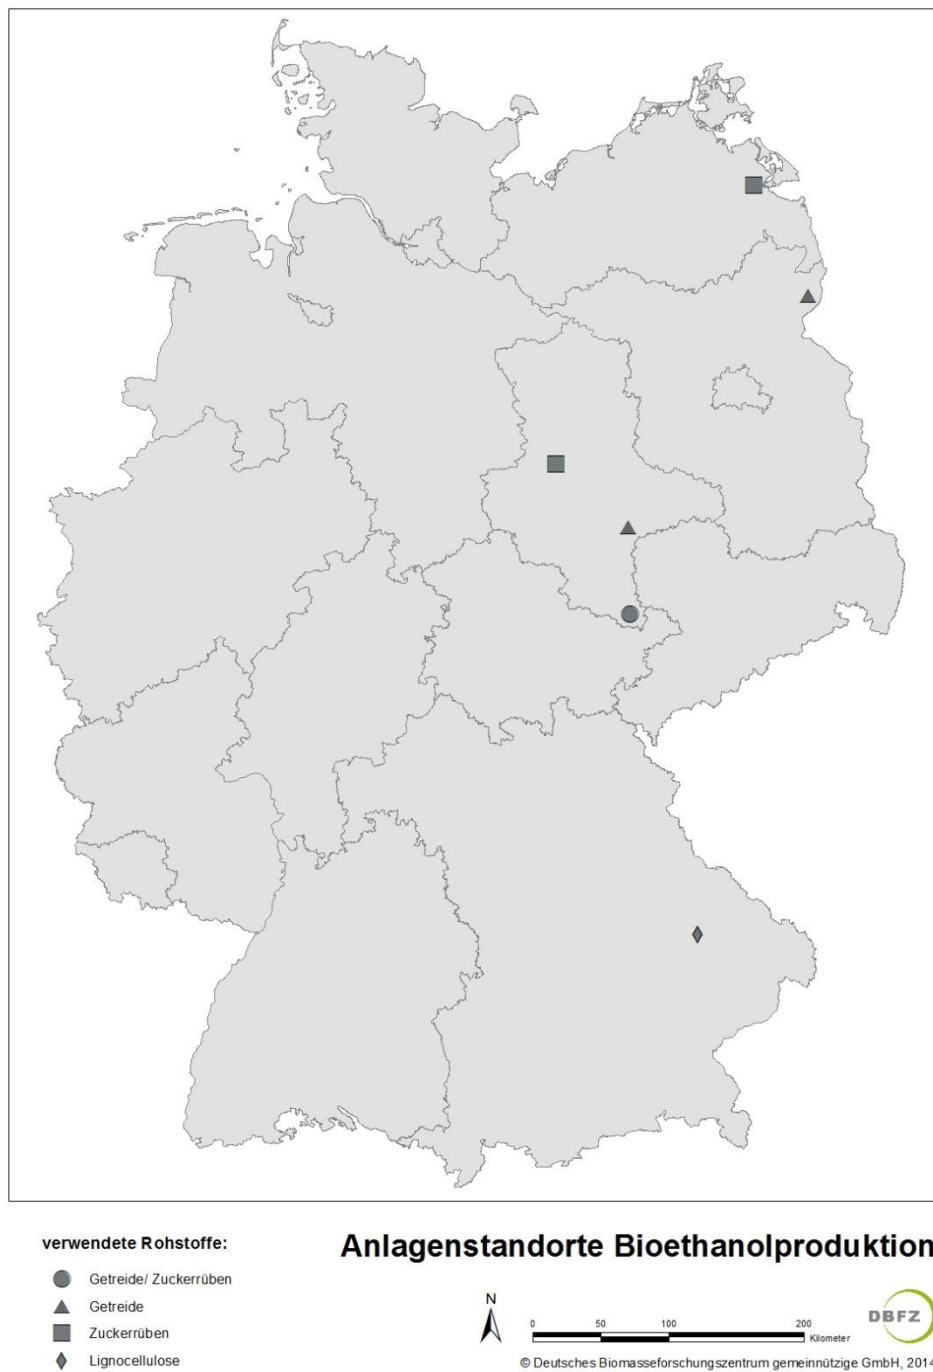 verwendete Rohstoffe:
Getreide/ Zuckerrüben
Getreide
Zuckerrüben
Lignocellulose
Anlagenstandorte Bioethanolproduktion
N
0 50 100 200
Kilometer
DBFZ
© Deutsches Biomasseforschungszentrum gemeinnützige GmbH, 2014